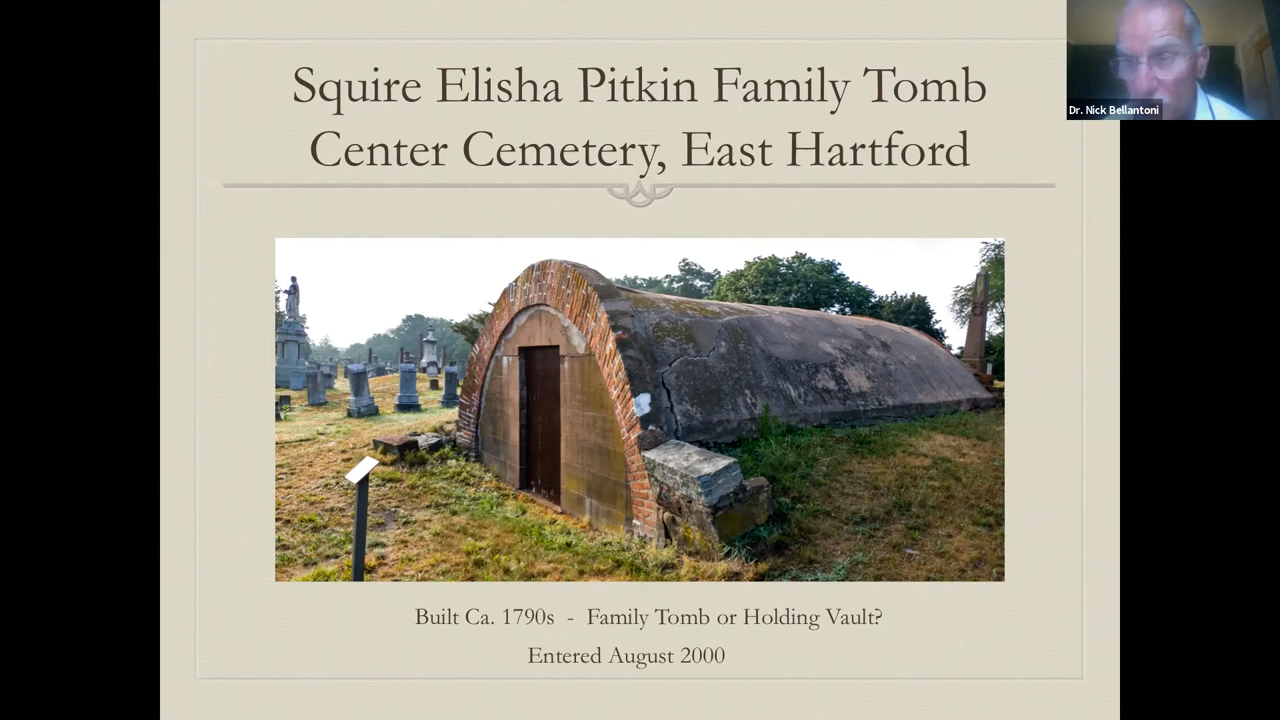 Squire Elisha Pitkin Family Tomb
Center Cemetery, East Hartford
Dr. Nick Bellantoni
Built Ca. 1790s - Family Tomb or Holding Vault?
Entered August 2000